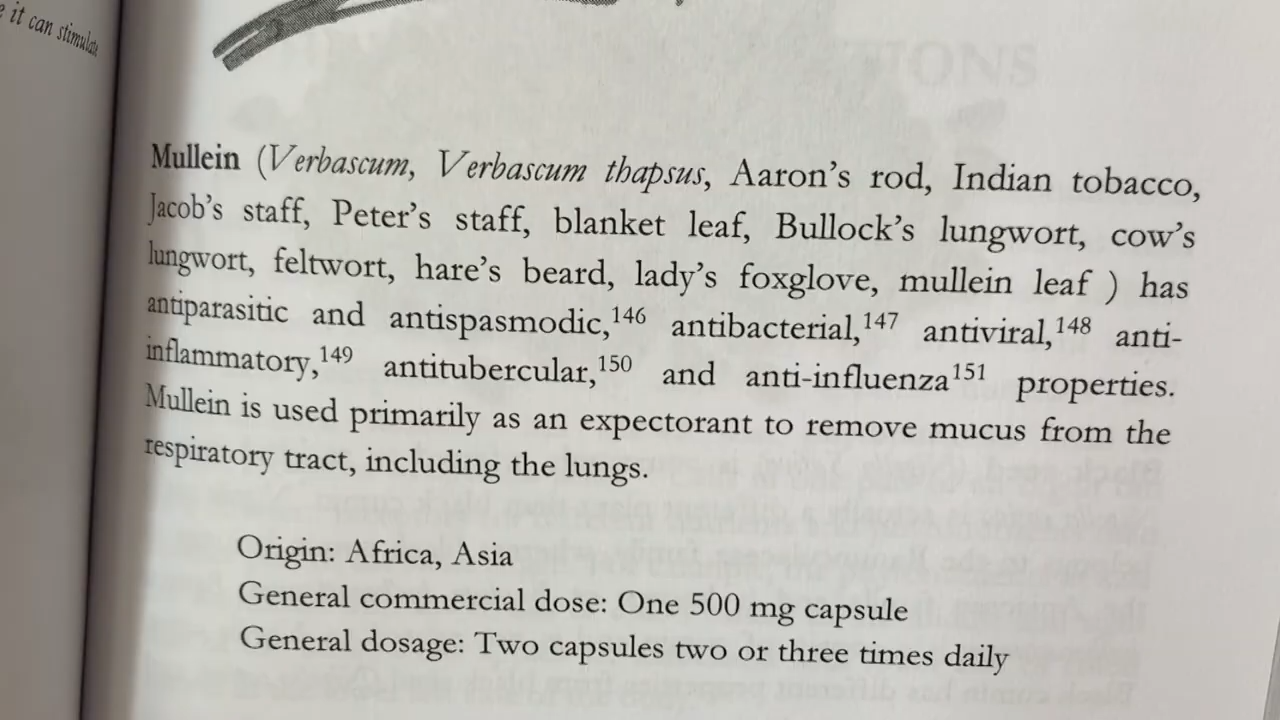 e it can stimulate
Mullein (Verbascum, Verbascum thapsus, Aaron’s rod, Indian tobacco,
Jacob’s staff, Peter’s staff, blanket leaf, Bullock’s lungwort, cow’s
lungwort, feltwort, hare’s beard, lady’s foxglove, mullein leaf ) has
antiparasitic and antispasmodic,146 antibacterial,147 antiviral,148 anti-
inflammatory,149 antitubercular,150 and anti-influenza151 properties.
Mullein is used primarily as an expectorant to remove mucus from the
respiratory tract, including the lungs.
Origin: Africa, Asia
General commercial dose: One 500 mg capsule
General dosage: Two capsules two or three times daily